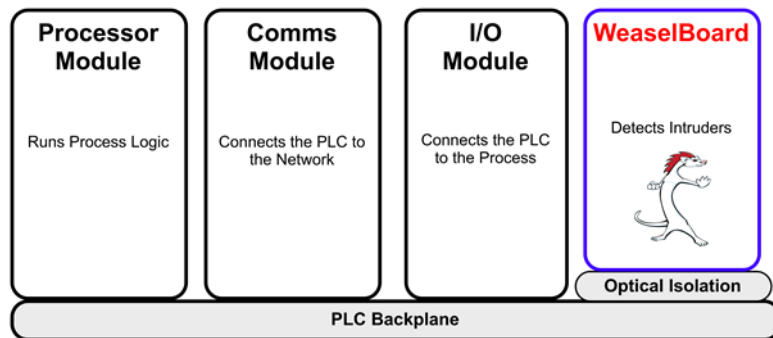 Processor
Module
Runs Process Logic
Comms
Module
Connects the PLC to
the Network
I/O
Module
Connects the PLC
to the Process
WeaselBoard
Detects Intruders
Optical Isolation
PLC Backplane